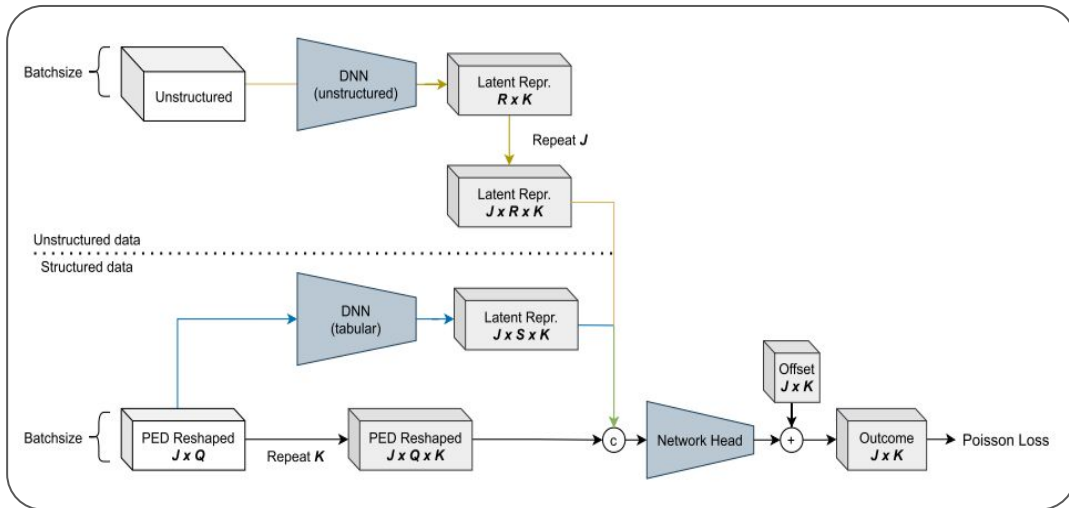 Batchsize
Unstructured
DNN
(unstructured)
Latent Repr.
R x K
Repeat J
Latent Repr.
J x R x K
Unstructured data
Structured data
DNN
(tabular)
Latent Repr.
J x S x K
Offset
J x K
Batchsize
PED Reshaped
J x Q
Repeat K
PED Reshaped
J x Q x K
c
Network Head
+
Outcome
J x K
Poisson Loss